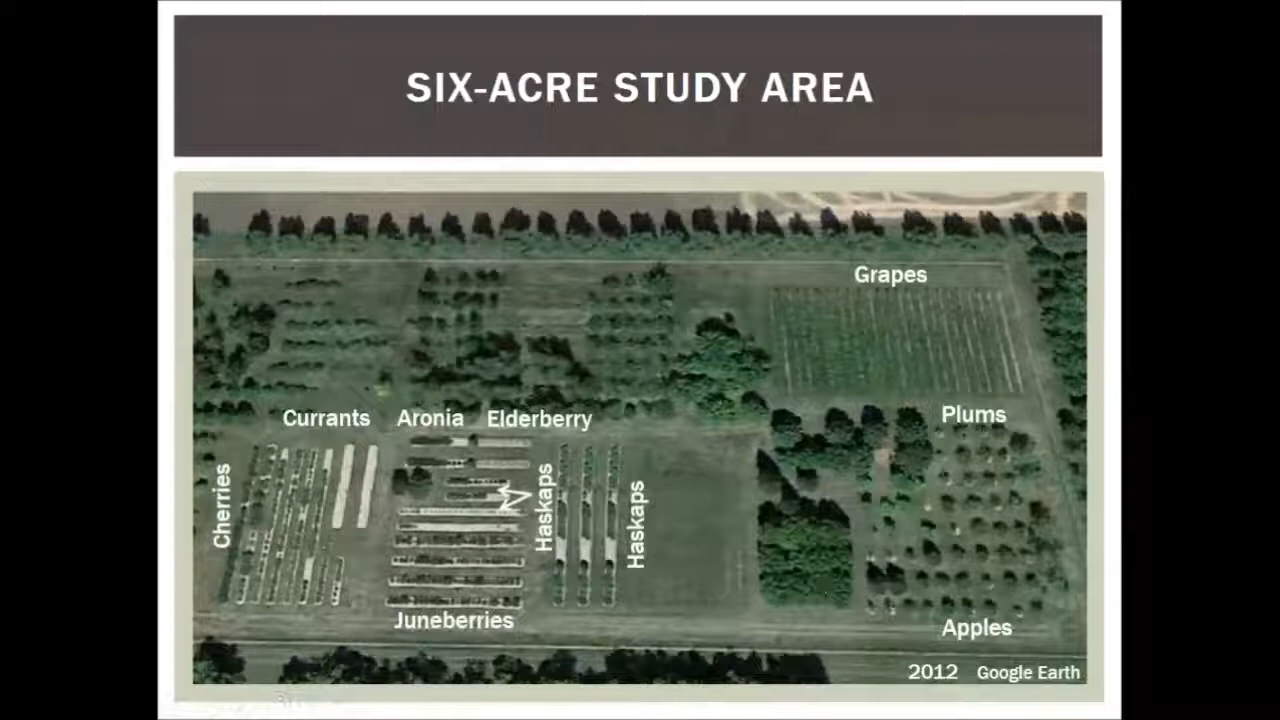 SIX-ACRE STUDY AREA
Grapes
Currants Aronia Elderberry
Plums
Cherries
Haskaps
Haskaps
Juneberries
Apples
2012 Google Earth